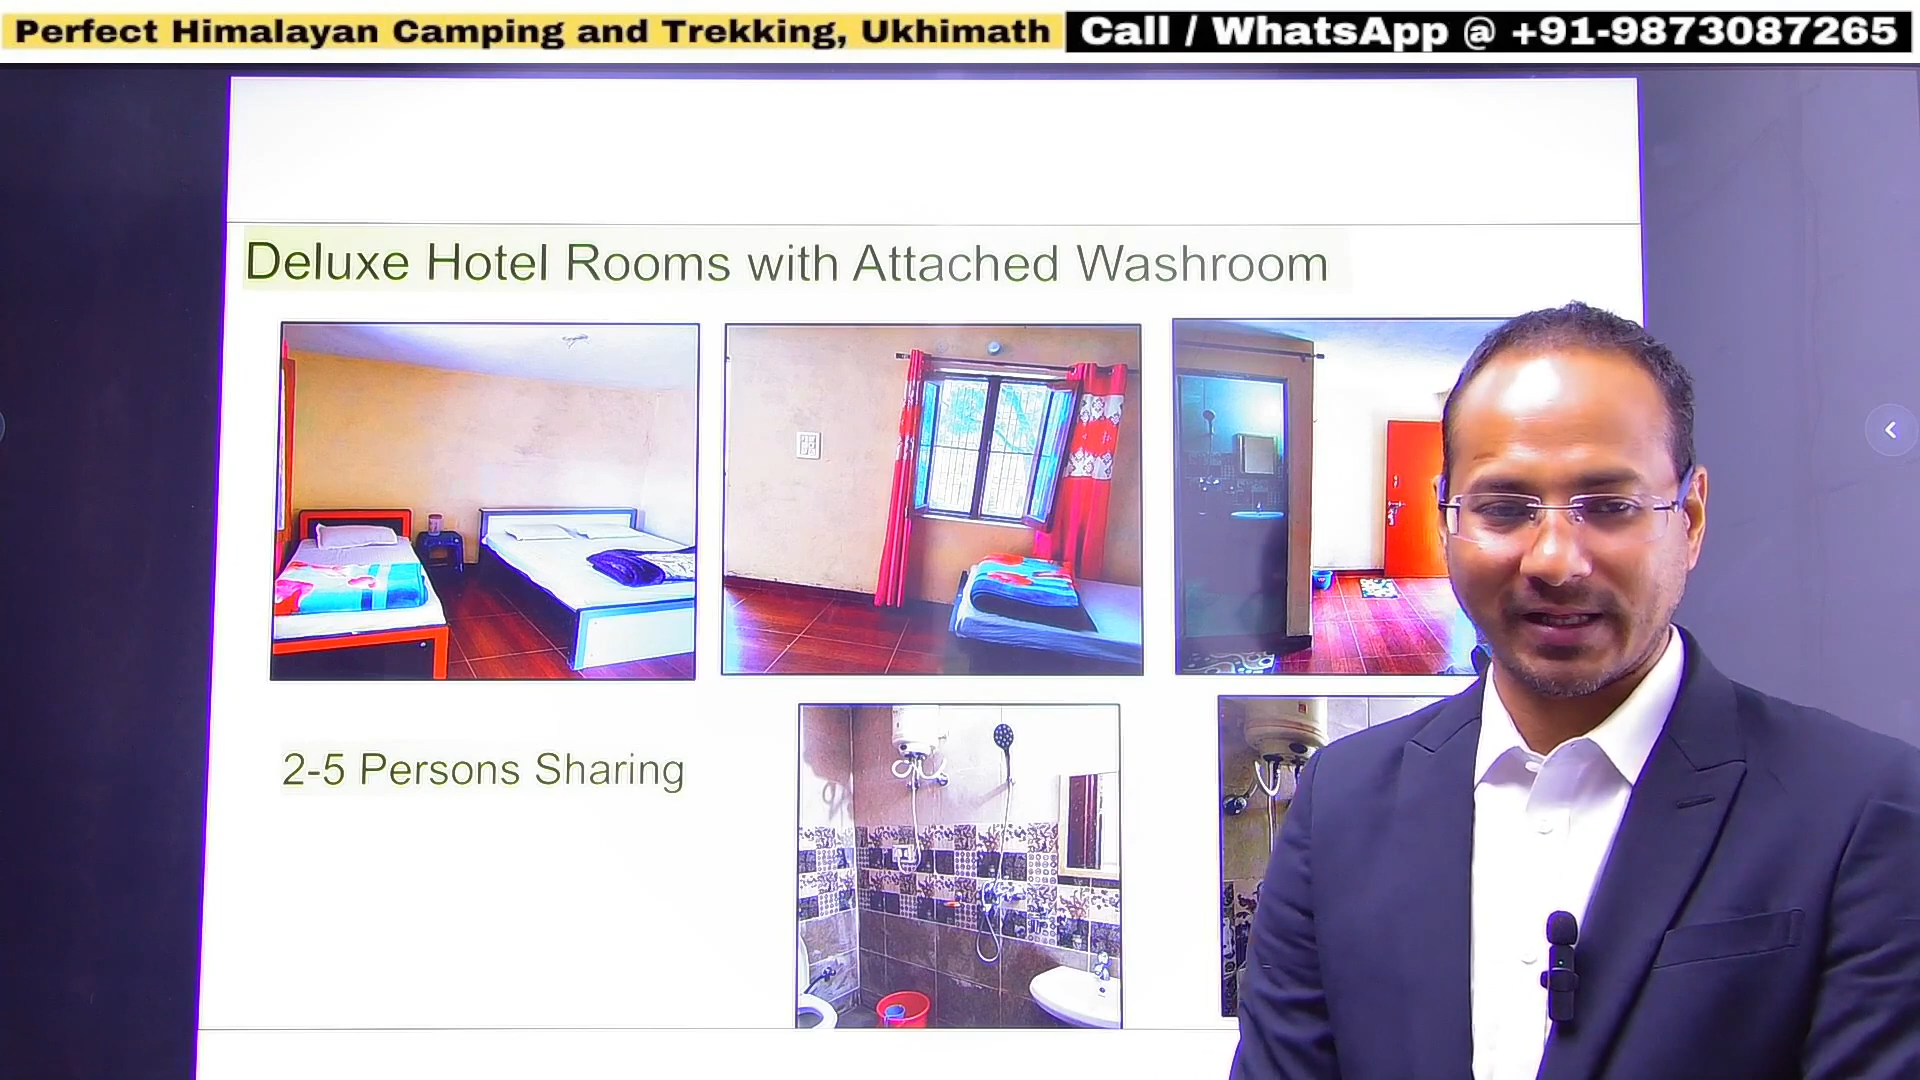 Perfect Himalayan Camping and Trekking, Ukhimath Call / WhatsApp @ +91-9873087265
Deluxe Hotel Rooms with Attached Washroom
2-5 Persons Sharing